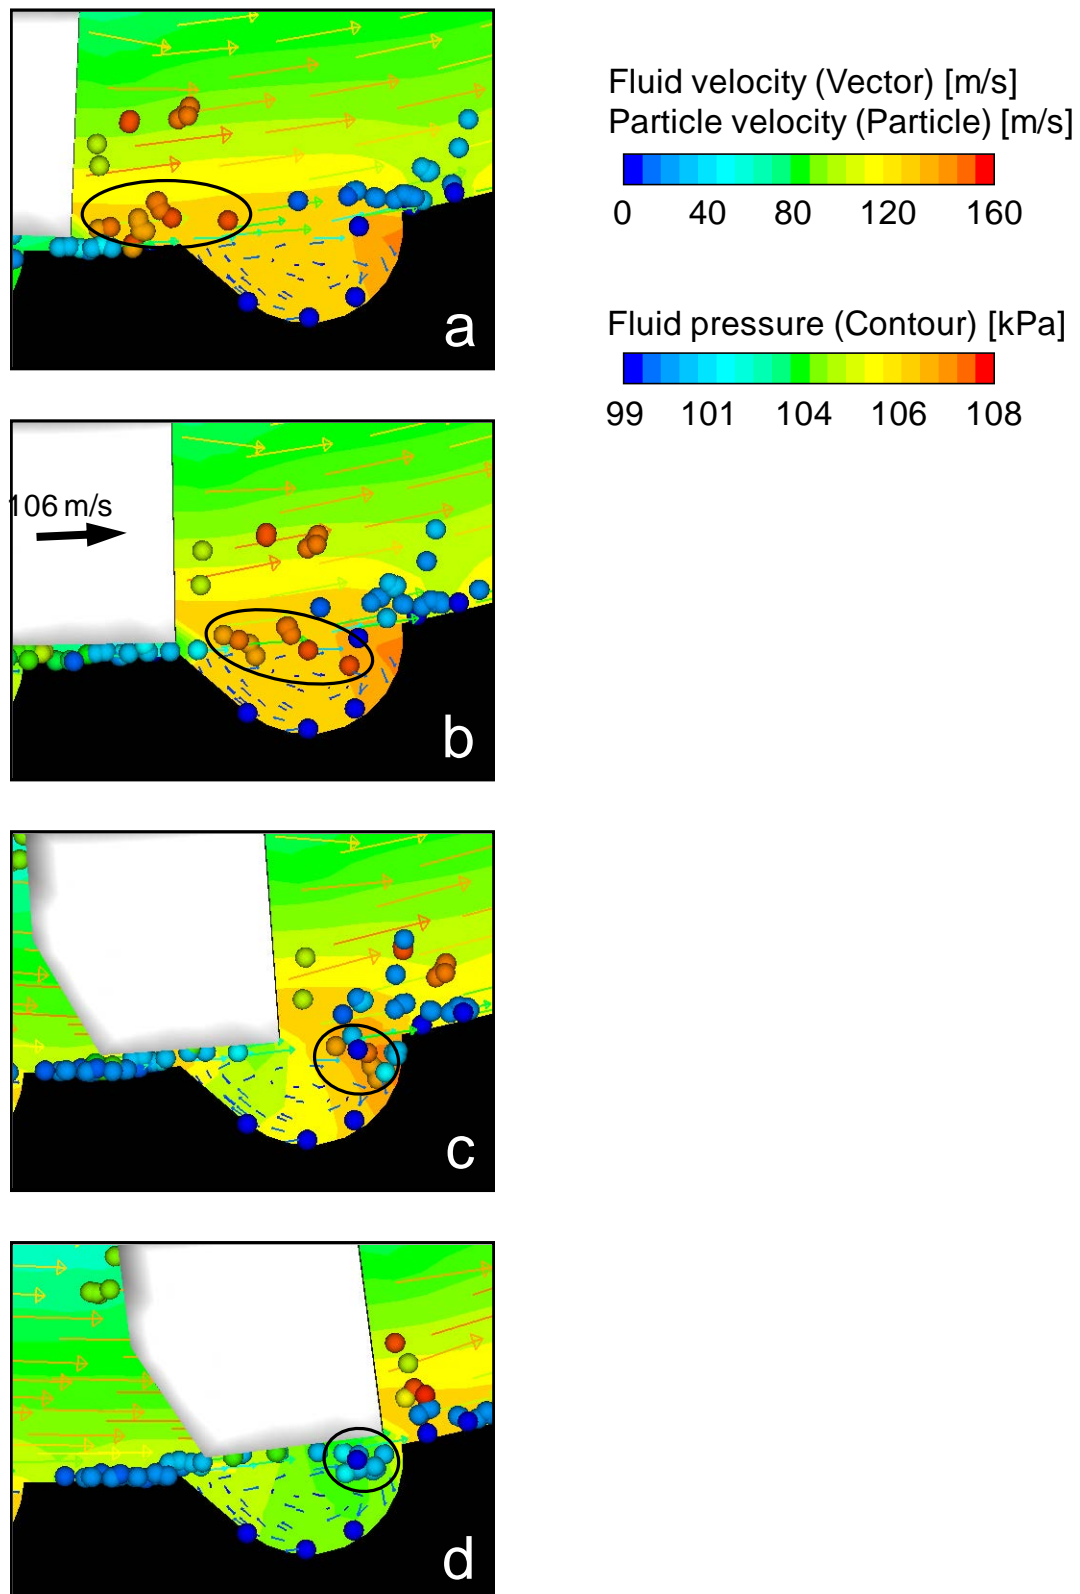 a
Fluid velocity (Vector) [m/s]
Particle velocity (Particle) [m/s]
0 40 80 120 160
Fluid pressure (Contour) [kPa]
99 101 104 106 108
106 m/s
b
c
d